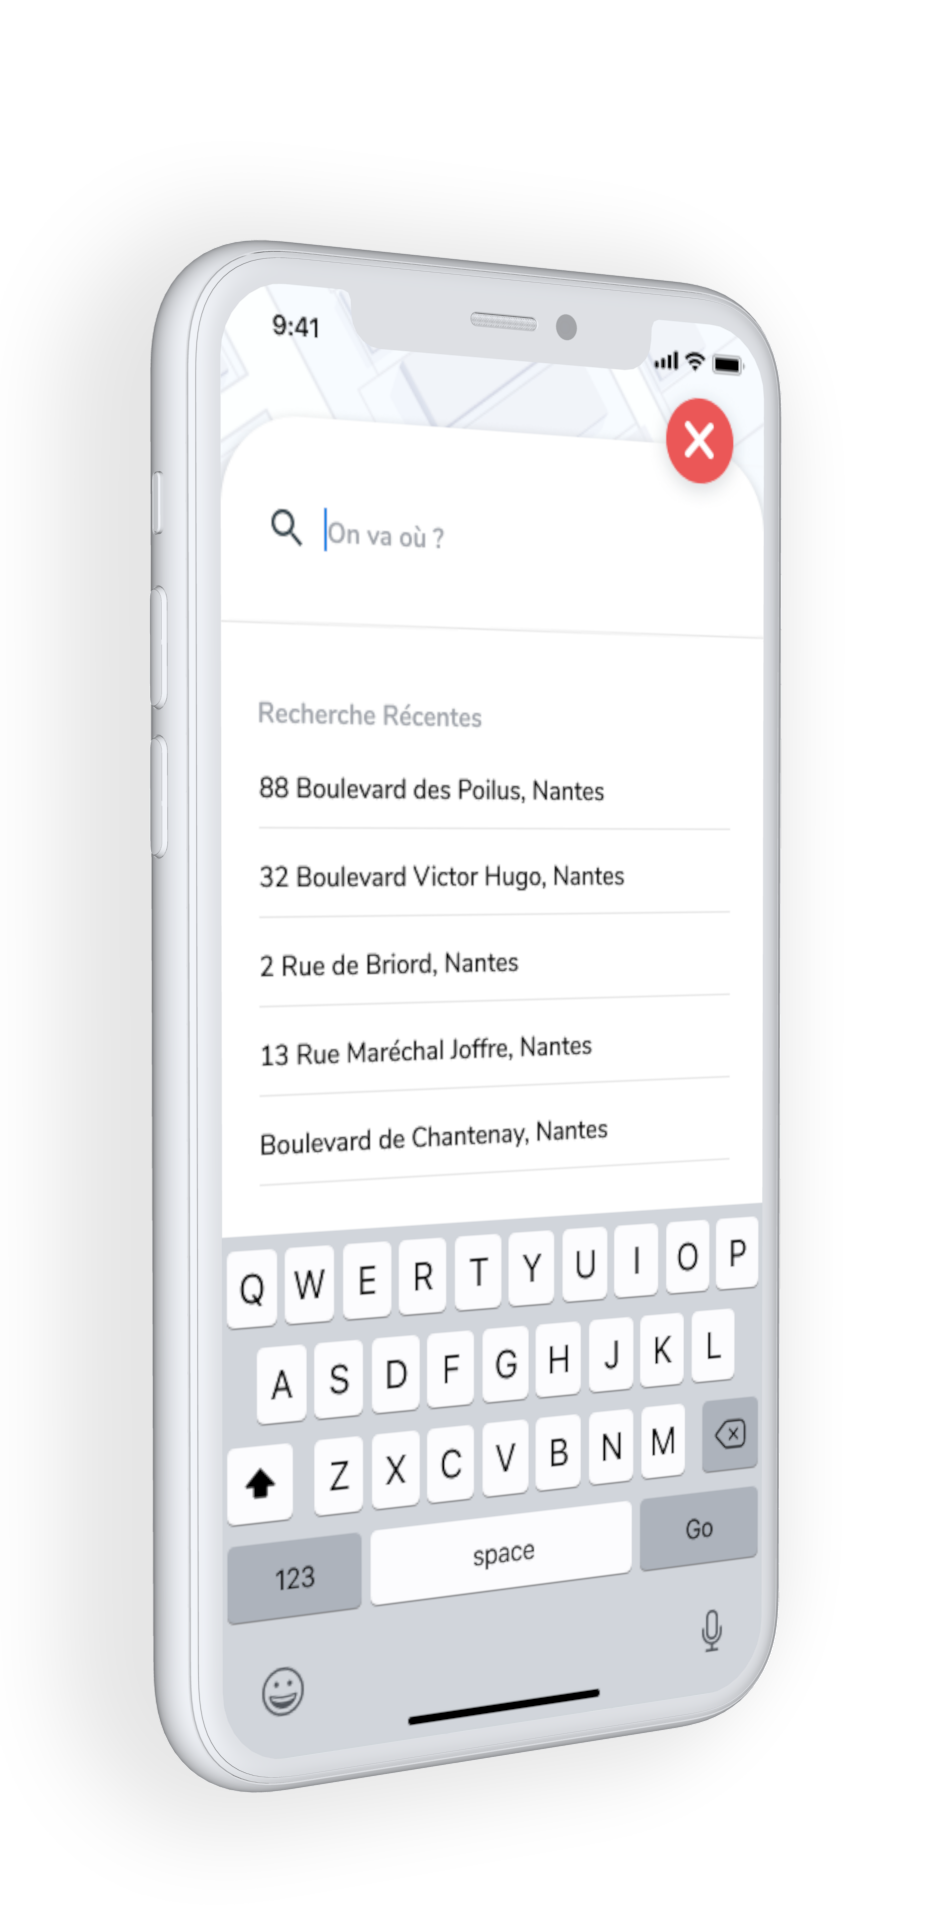 9:41
On va où ?
Recherche Récentes
88 Boulevard des Poilus, Nantes
32 Boulevard Victor Hugo, Nantes
2 Rue de Briord, Nantes
13 Rue Maréchal Joffre, Nantes
Boulevard de Chantenay, Nantes
Q W E R T Y U I O P
A S D F G H J K L
Z X C V B N M
123 space Go